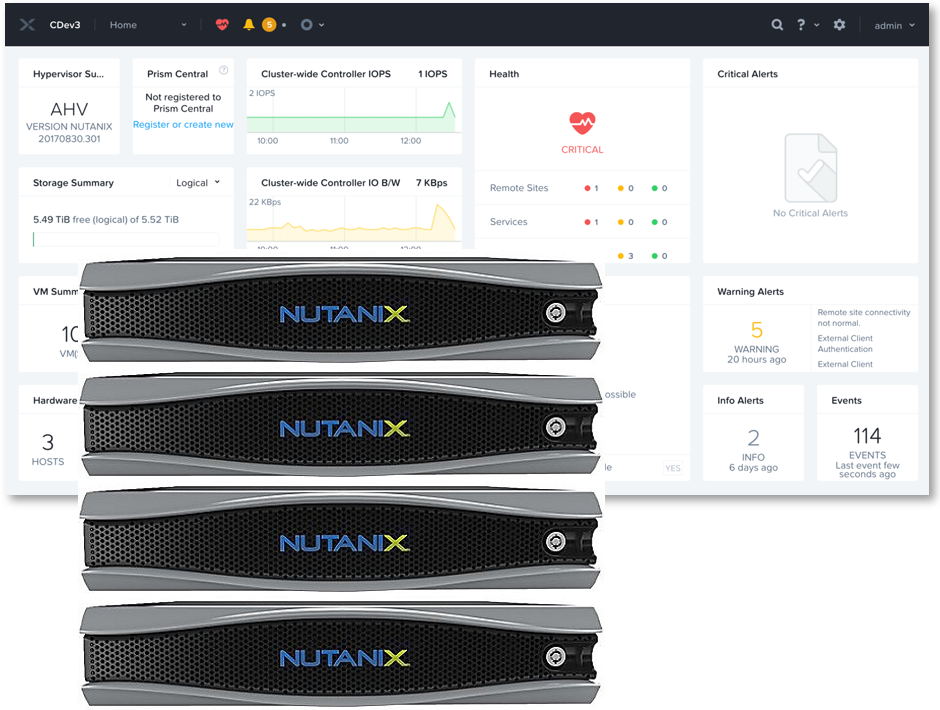 CDev3
Home
5
?
admin
Hypervisor Su...
AHV
VERSION NUTANIX
20170830.301
Prism Central
?
Not registered to
Prism Central
Register or create new
Cluster-wide Controller IOPS 1 IOPS
2 IOPS
10:00 11:00 12:00
Health
CRITICAL
Remote Sites 1 0 0
Services 1 0 0
3 0
Critical Alerts
No Critical Alerts
Storage Summary Logical
5.49 TiB free (logical) of 5.52 TiB
Cluster-wide Controller IO B/W 7 KBps
22 KBps
10:00 11:00 12:00
VM Summ
10
VM(
Warning Alerts
5
WARNING
20 hours ago
Remote site connectivity
not normal.
External Client
Authentication
External Client
Hardware
3
HOSTS
ossible
le YES
Info Alerts
2
INFO
6 days ago
Events
114
EVENTS
Last event few
seconds ago
NUTANIX
NUTANIX
NUTANIX
NUTANIX